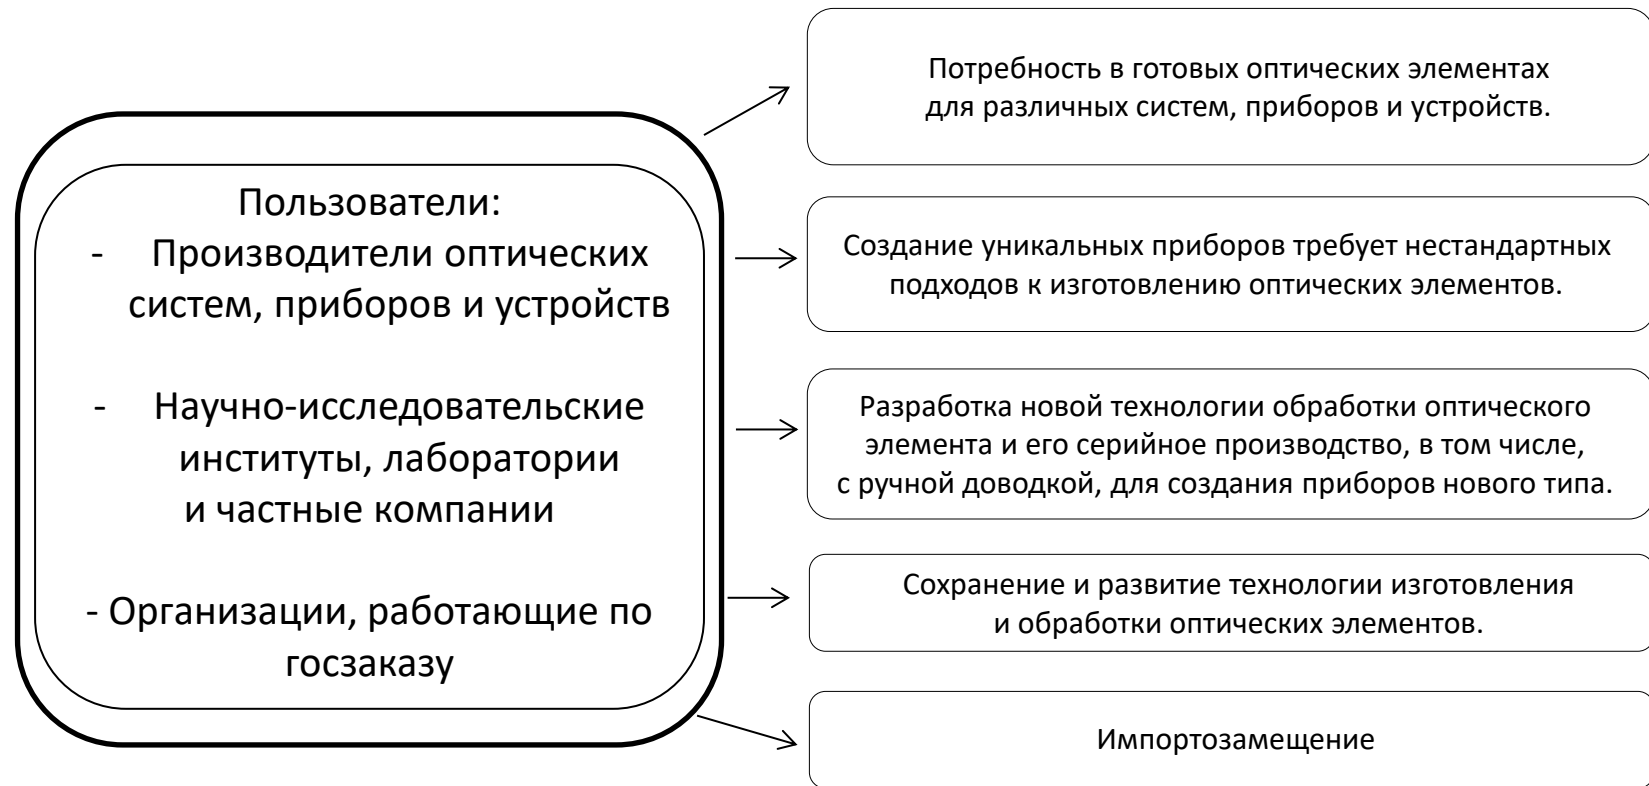 Пользователи:
- Производители оптических
систем, приборов и устройств
- Научно-исследовательские
институты, лаборатории
и частные компании
- Организации, работающие по
госзаказу
Потребность в готовых оптических элементах
для различных систем, приборов и устройств.
Создание уникальных приборов требует нестандартных
подходов к изготовлению оптических элементов.
Разработка новой технологии обработки оптического
элемента и его серийное производство, в том числе,
с ручной доводкой, для создания приборов нового типа.
Сохранение и развитие технологии изготовления
и обработки оптических элементов.
Импортозамещение